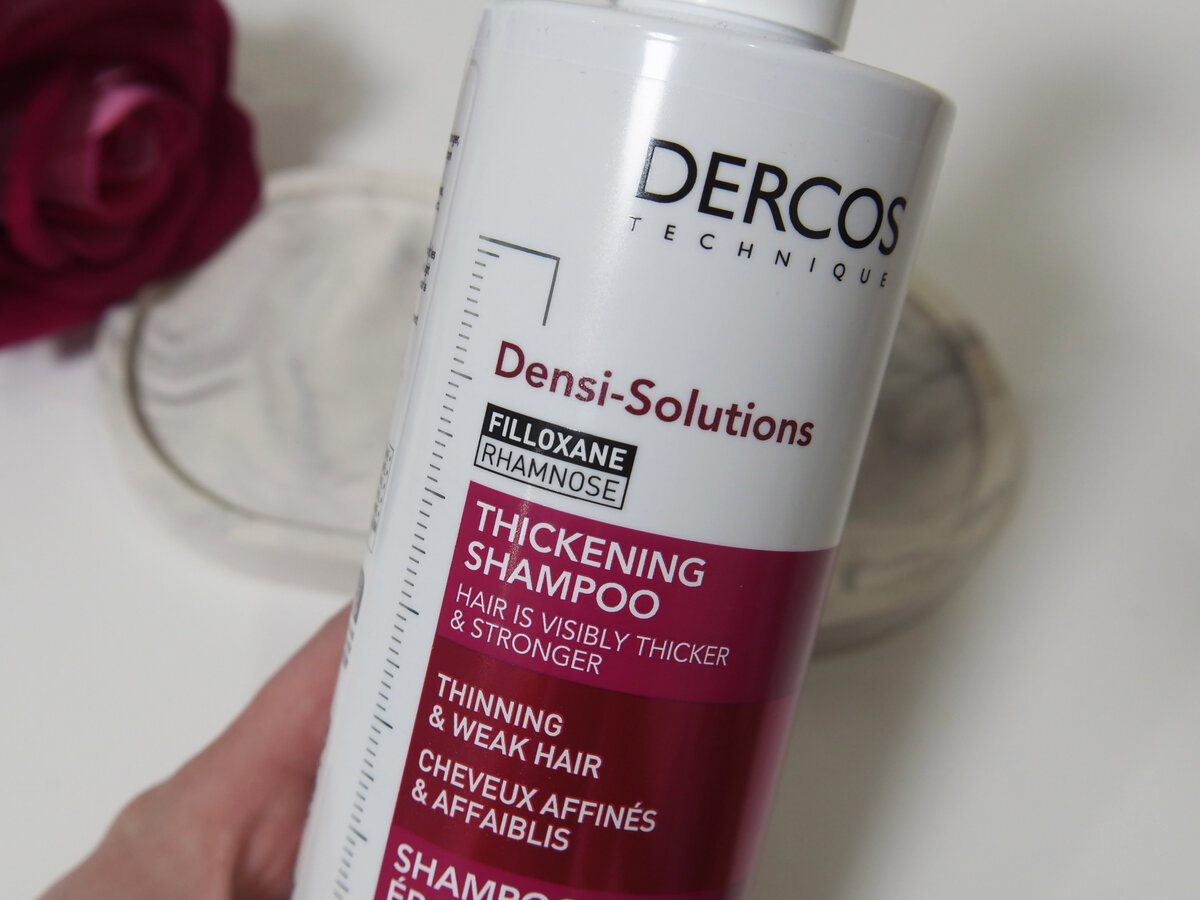 DERCOS
TECHNIQUE
Densi-Solutions
FILLOXANE
RHAMNOSE
THICKENING
SHAMPOO
HAIR IS VISIBLY THICKER
& STRONGER
THINNING
& WEAK HAIR
CHEVEUX AFFINÉS
& AFFAIBLIS